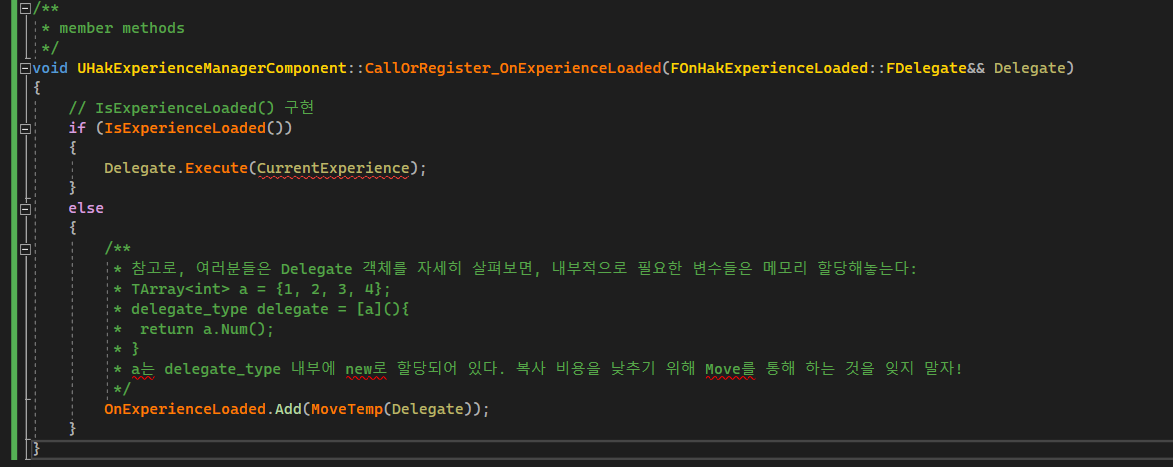 /**
 * member methods
 */
void UHakExperienceManagerComponent::CallOrRegister_OnExperienceLoaded(FOnHakExperienceLoaded::FDelegate&& Delegate)
{
    // IsExperienceLoaded() 구현
    if (IsExperienceLoaded())
    {
        Delegate.Execute(CurrentExperience);
    }
    else
    {
        /**
         * 참고로, 여러분들은 Delegate 객체를 자세히 살펴보면, 내부적으로 필요한 변수들은 메모리 할당해놓는다:
         * TArray<int> a = {1, 2, 3, 4};
         * delegate_type delegate = [a](){
         *  return a.Num();
         * }
         * a는 delegate_type 내부에 new로 할당되어 있다. 복사 비용을 낮추기 위해 Move를 통해 하는 것을 잊지 말자!
         */
        OnExperienceLoaded.Add(MoveTemp(Delegate));
    }
}